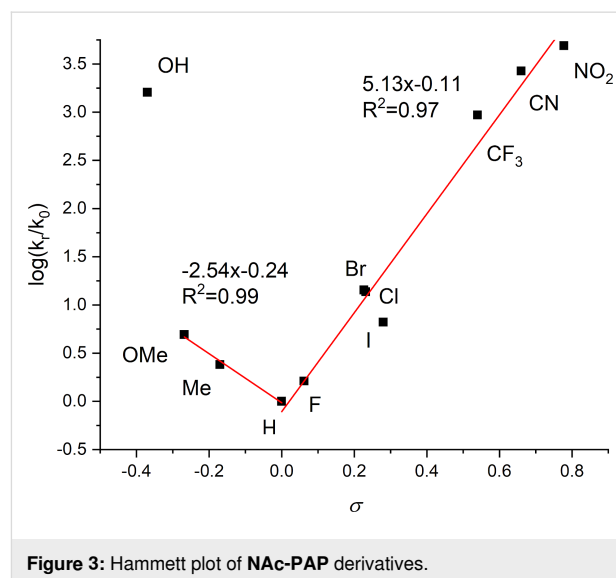 3.5
3.0
2.5
2.0
1.5
1.0
0.5
0.0
-0.5
log(kᵣ/k₀)
OH
5.13x-0.11
R²=0.97
NO₂
CN
CF₃
-2.54x-0.24
R²=0.99
Br
Cl
I
OMe
Me
H
F
-0.4 -0.2 0.0 0.2 0.4 0.6 0.8
σ
Figure 3: Hammett plot of NAc-PAP derivatives.